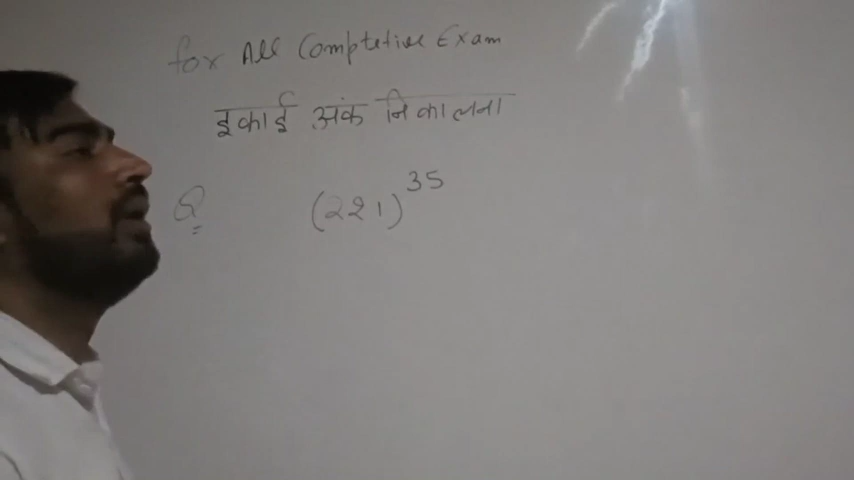 for All Comptetive Exam
इकाई अंक निकालना
Q (221)^35